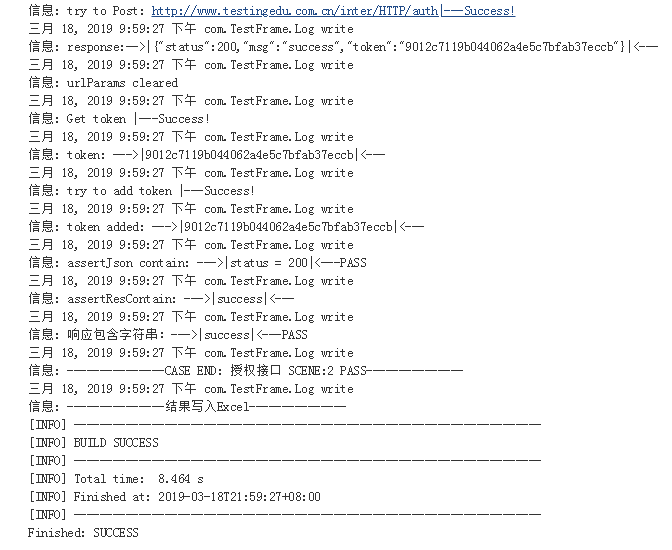 信息: try to Post: http://www.testingedu.com.cn/inter/HTTP/auth|---Success!
三月 18, 2019 9:59:27 下午 com.TestFrame.Log write
信息: response:-->|{"status":200,"msg":"success","token":"9012c7119b044062a4e5c7bfab37eccb"}|<---
三月 18, 2019 9:59:27 下午 com.TestFrame.Log write
信息: urlParams cleared
三月 18, 2019 9:59:27 下午 com.TestFrame.Log write
信息: Get token |---Success!
三月 18, 2019 9:59:27 下午 com.TestFrame.Log write
信息: token: --->|9012c7119b044062a4e5c7bfab37eccb|<---
三月 18, 2019 9:59:27 下午 com.TestFrame.Log write
信息: try to add token |---Success!
三月 18, 2019 9:59:27 下午 com.TestFrame.Log write
信息: token added: --->|9012c7119b044062a4e5c7bfab37eccb|<---
三月 18, 2019 9:59:27 下午 com.TestFrame.Log write
信息: assertJson contain: --->|status = 200|<---PASS
三月 18, 2019 9:59:27 下午 com.TestFrame.Log write
信息: assertResContain: --->|success|<---
三月 18, 2019 9:59:27 下午 com.TestFrame.Log write
信息: 响应包含字符串：--->|success|<---PASS
三月 18, 2019 9:59:27 下午 com.TestFrame.Log write
信息: ---------------CASE END: 授权接口 SCENE:2 PASS---------------
三月 18, 2019 9:59:27 下午 com.TestFrame.Log write
信息: ---------------结果写入Excel---------------
[INFO] ------------------------------------------------------------------------
[INFO] BUILD SUCCESS
[INFO] ------------------------------------------------------------------------
[INFO] Total time:  8.464 s
[INFO] Finished at: 2019-03-18T21:59:27+08:00
[INFO] ------------------------------------------------------------------------
Finished: SUCCESS